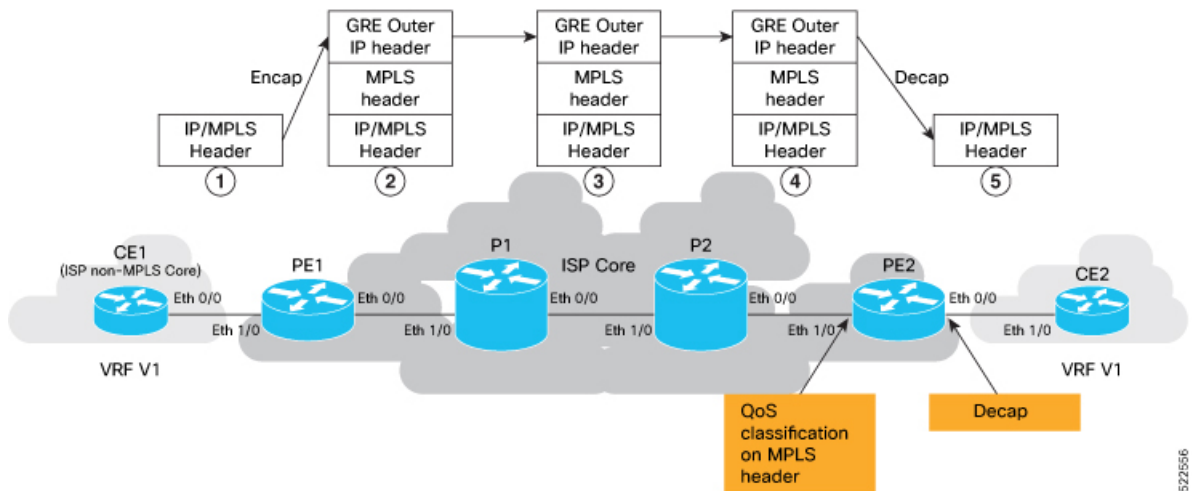 GRE Outer
IP header
GRE Outer
IP header
GRE Outer
IP header
Encap
MPLS
header
MPLS
header
MPLS
header
Decap
IP/MPLS
Header
IP/MPLS
Header
IP/MPLS
Header
IP/MPLS
Header
IP/MPLS
Header
1
2
3
4
5
CE1
(ISP non-MPLS Core)
PE1
P1
ISP Core
P2
PE2
CE2
Eth 0/0
Eth 1/0
Eth 0/0
Eth 1/0
Eth 0/0
Eth 1/0
Eth 0/0
Eth 1/0
Eth 0/0
Eth 1/0
VRF V1
VRF V1
QoS
classification
on MPLS
header
Decap
522556